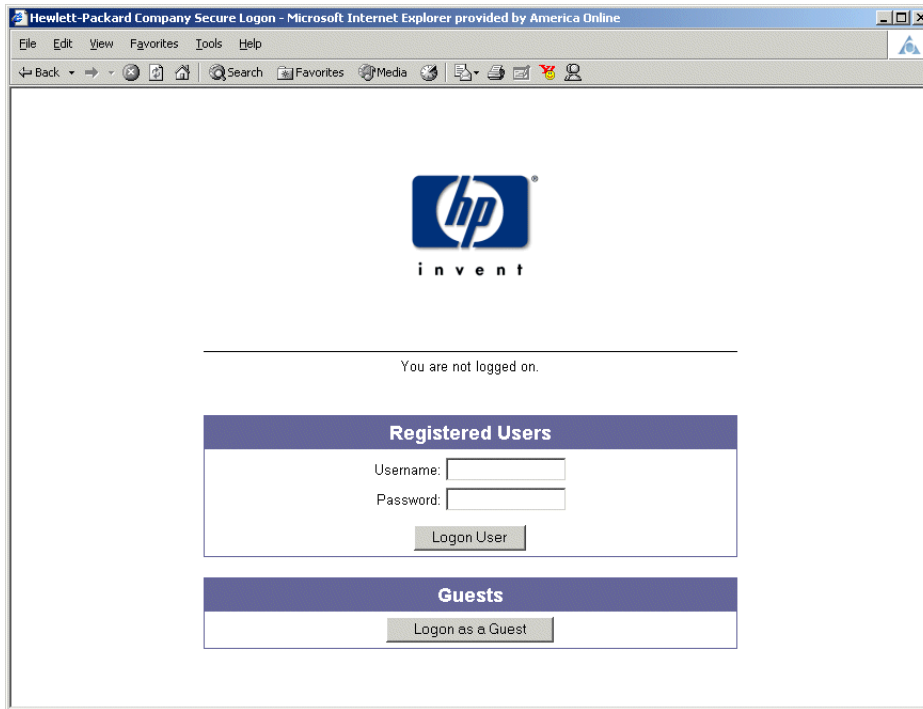 Hewlett-Packard Company Secure Logon - Microsoft Internet Explorer provided by America Online
File Edit View Favorites Tools Help
Back Search Favorites Media
hp®
invent
You are not logged on.
Registered Users
Username:
Password:
Logon User
Guests
Logon as a Guest